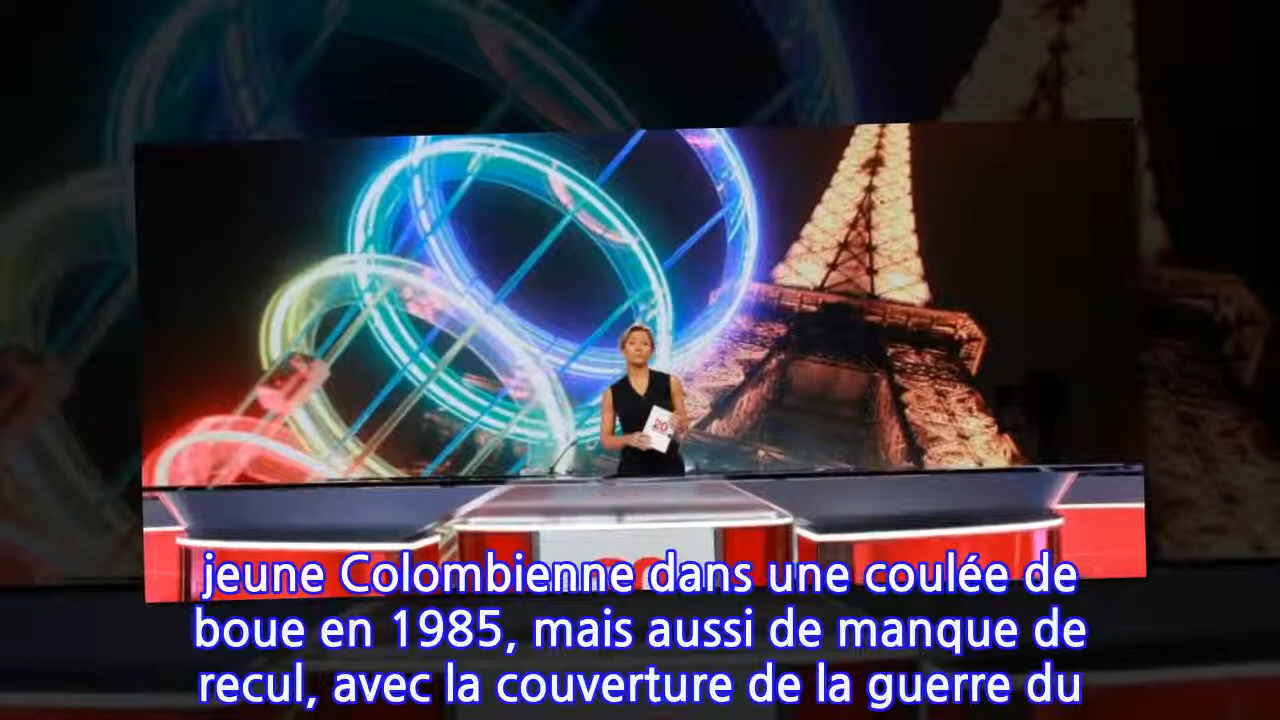 20
jeune Colombienne dans une coulée de
boue en 1985, mais aussi de manque de
recul, avec la couverture de la guerre du